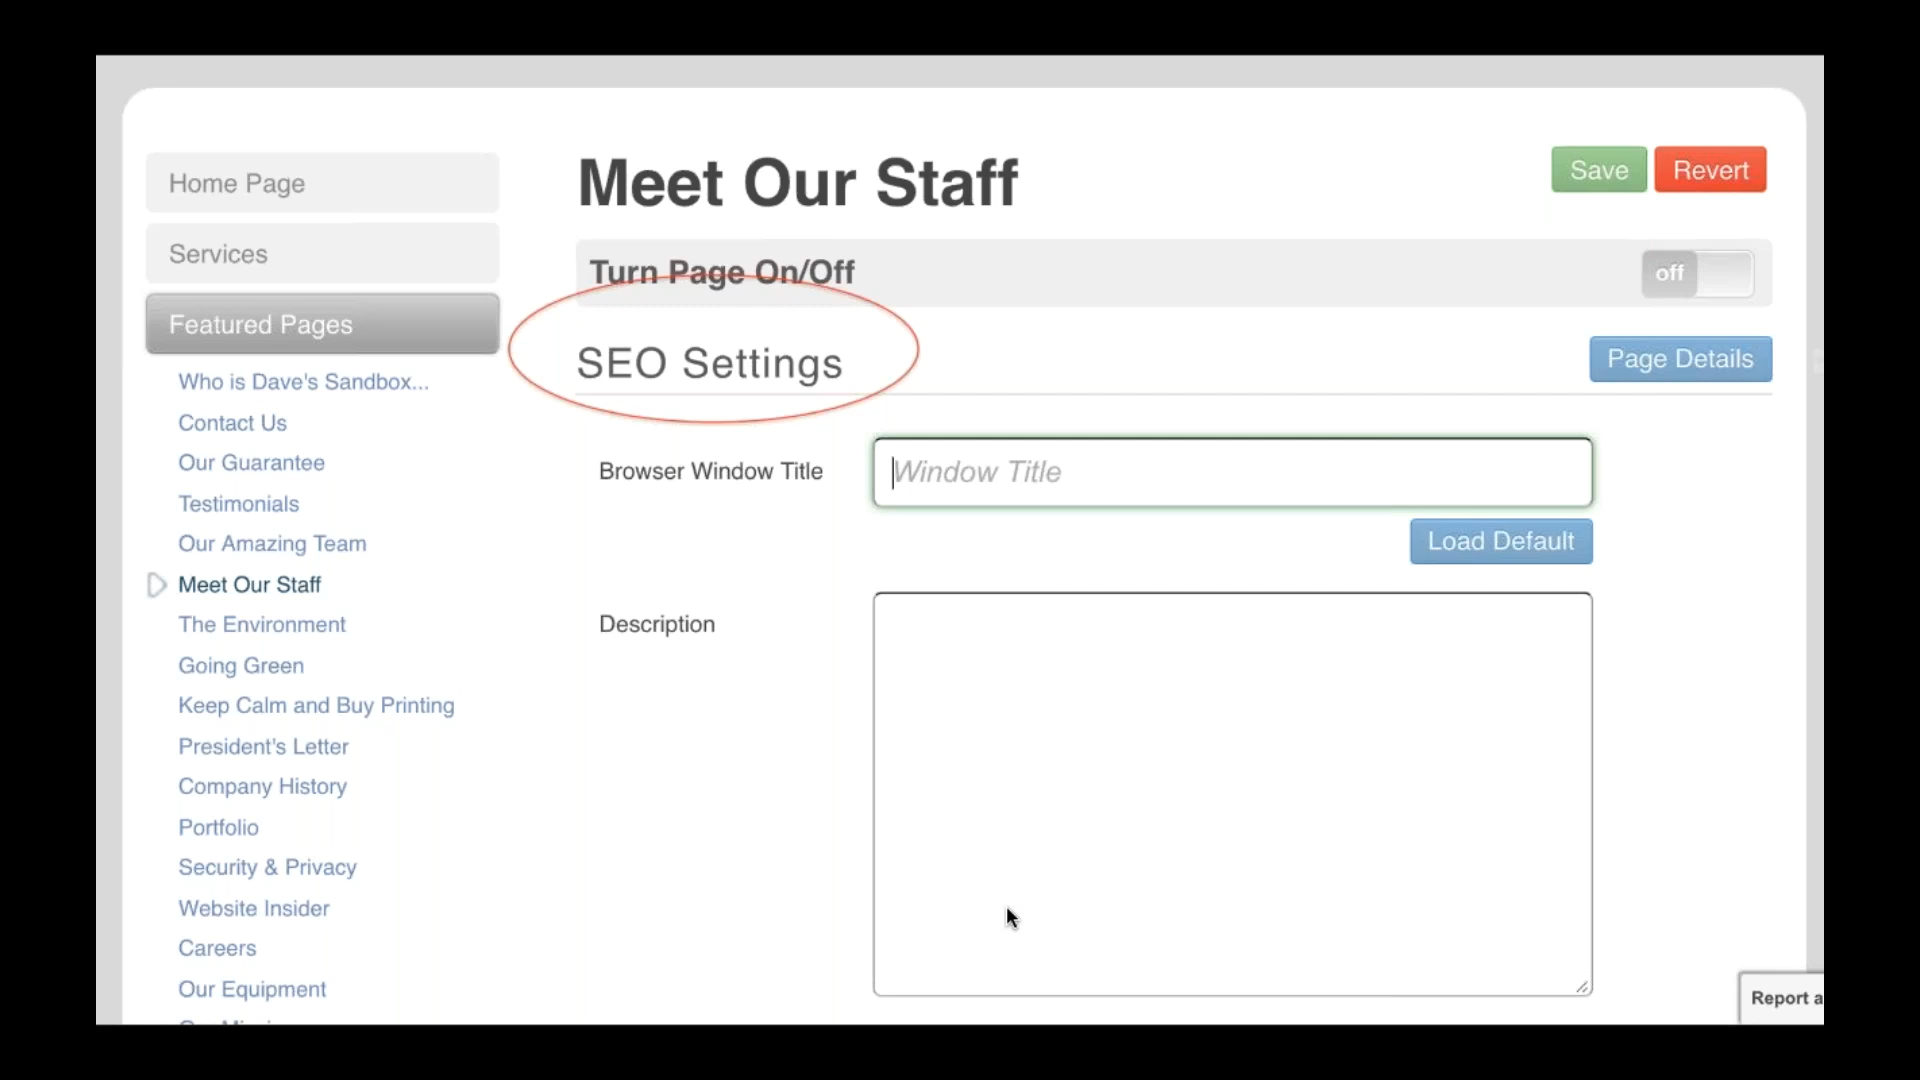 Home Page
Services
Featured Pages
Who is Dave's Sandbox...
Contact Us
Our Guarantee
Testimonials
Our Amazing Team
Meet Our Staff
The Environment
Going Green
Keep Calm and Buy Printing
President's Letter
Company History
Portfolio
Security & Privacy
Website Insider
Careers
Our Equipment
Meet Our Staff
Save
Revert
Turn Page On/Off
off
SEO Settings
Page Details
Browser Window Title
Window Title
Load Default
Description
Report a